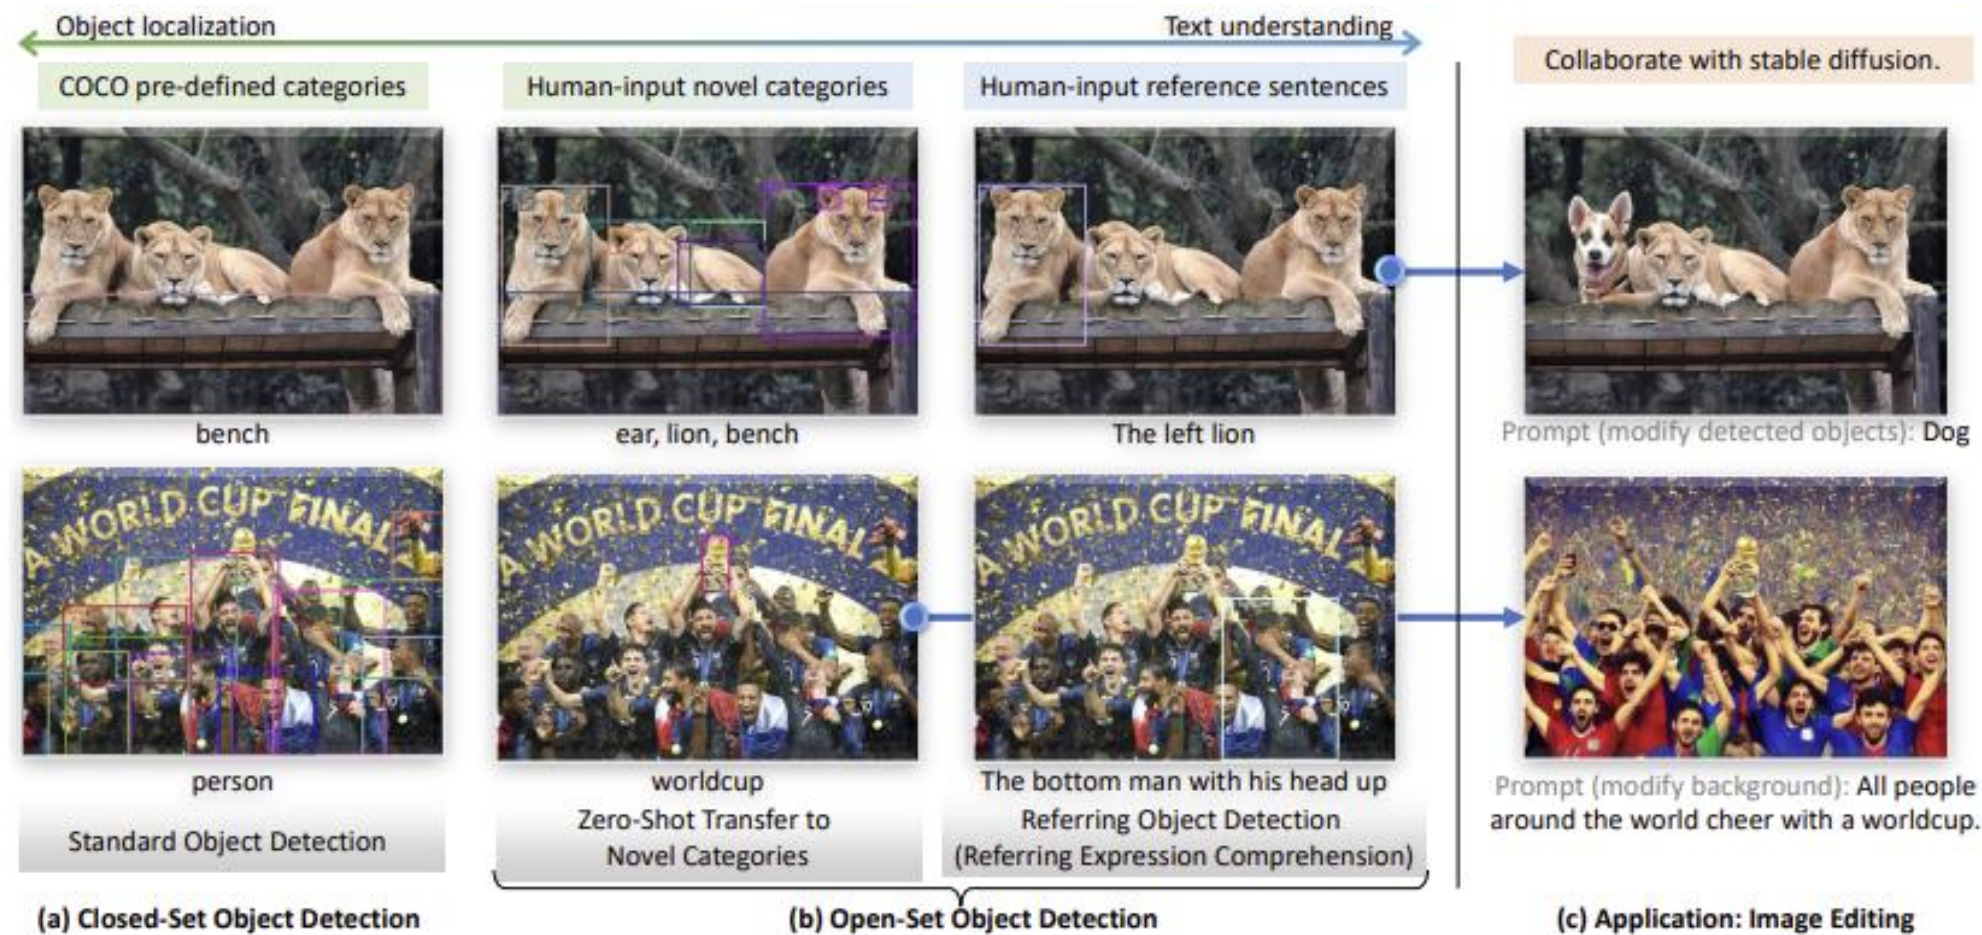 Object localization
Text understanding
COCO pre-defined categories
Human-input novel categories
Human-input reference sentences
Collaborate with stable diffusion.
bench
ear, lion, bench
The left lion
Prompt (modify detected objects): Dog
A WORLD CUP FINAL
A WORLD CUP FINAL
A WORLD CUP FINAL
person
worldcup
The bottom man with his head up
Prompt (modify background): All people
around the world cheer with a worldcup.
Standard Object Detection
Zero-Shot Transfer to
Novel Categories
Referring Object Detection
(Referring Expression Comprehension)
(a) Closed-Set Object Detection
(b) Open-Set Object Detection
(c) Application: Image Editing